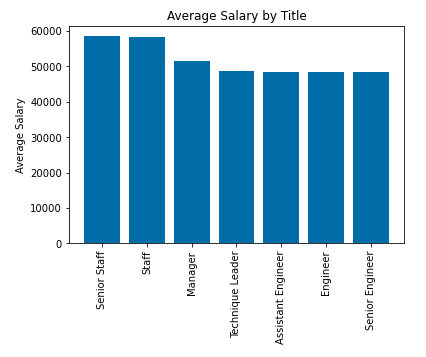 Average Salary by Title
Average Salary
60000
50000
40000
30000
20000
10000
0
Senior Staff
Staff
Manager
Technique Leader
Assistant Engineer
Engineer
Senior Engineer